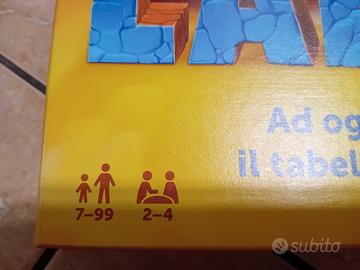 Ad og
il tabel
7-99
2-4
subito